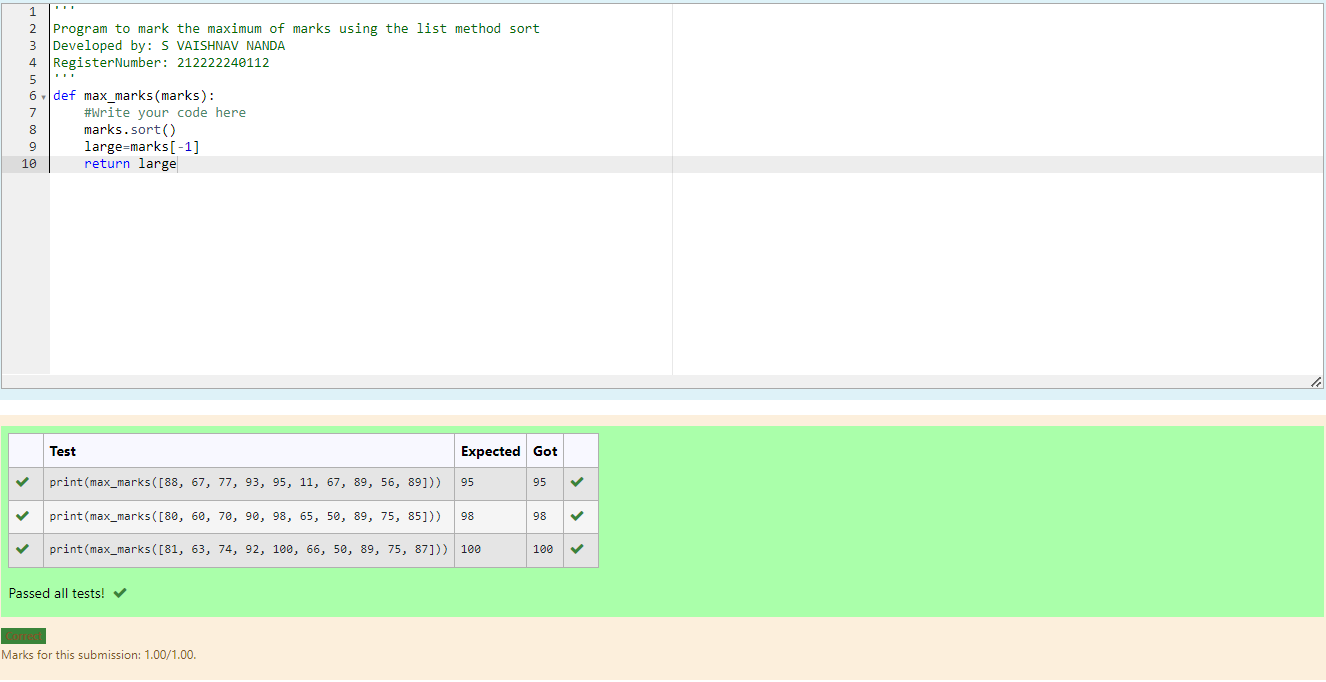 1 '''
2 Program to mark the maximum of marks using the list method sort
3 Developed by: S VAISHNAV NANDA
4 RegisterNumber: 212222240112
5 '''
6 def max_marks(marks):
7     #Write your code here
8     marks.sort()
9     large=marks[-1]
10     return large
Test Expected Got
print(max_marks([88, 67, 77, 93, 95, 11, 67, 89, 56, 89])) 95 95
print(max_marks([80, 60, 70, 90, 98, 65, 50, 89, 75, 85])) 98 98
print(max_marks([81, 63, 74, 92, 100, 66, 50, 89, 75, 87])) 100 100
Passed all tests!
Correct
Marks for this submission: 1.00/1.00.